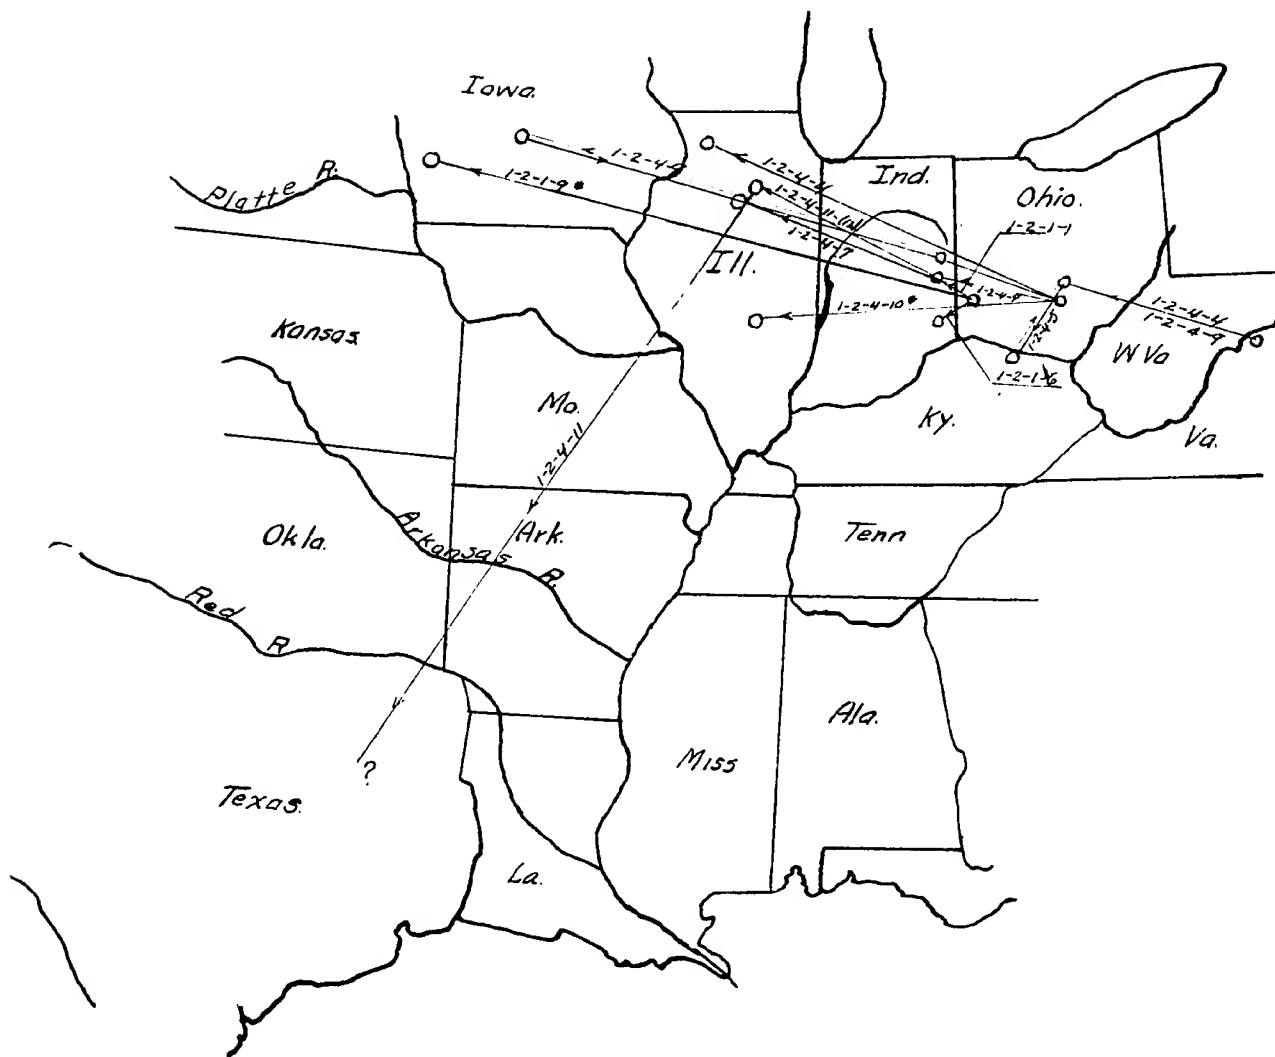 Iowa.
Platte R.
1-2-4-
1-2-1-9*
1-2-4-4
1-2-4-11-(12)
1-2-4-7
Ind.
Ohio.
1-2-1-1
Ill.
1-2-4-10*
1-2-4-9
1-2-4-4
1-2-4-9
1-2-1-6
W Va
Kansas.
Mo.
Ky.
Va.
1-2-4-11
Okla.
Arkansas R.
Ark.
Tenn
Red R
Ala.
Miss
?
Texas.
La.